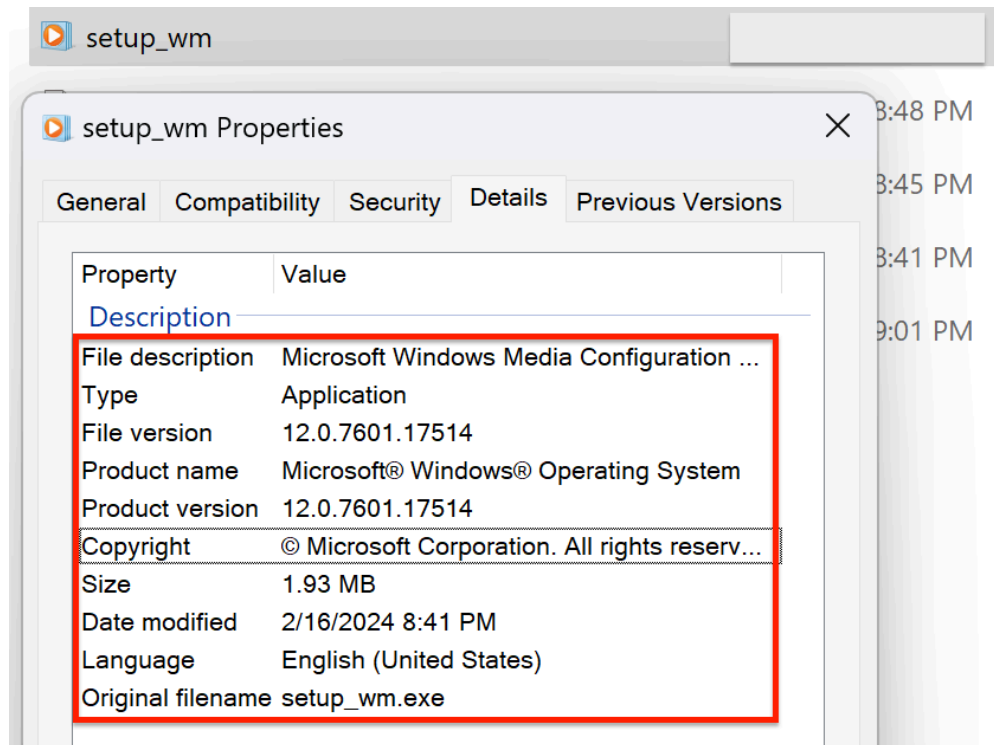 setup_wm
setup_wm Properties
8:48 PM
General Compatibility Security Details Previous Versions
8:45 PM
8:41 PM
Property Value
Description
9:01 PM
File description Microsoft Windows Media Configuration ...
Type Application
File version 12.0.7601.17514
Product name Microsoft® Windows® Operating System
Product version 12.0.7601.17514
Copyright © Microsoft Corporation. All rights reserv...
Size 1.93 MB
Date modified 2/16/2024 8:41 PM
Language English (United States)
Original filename setup_wm.exe